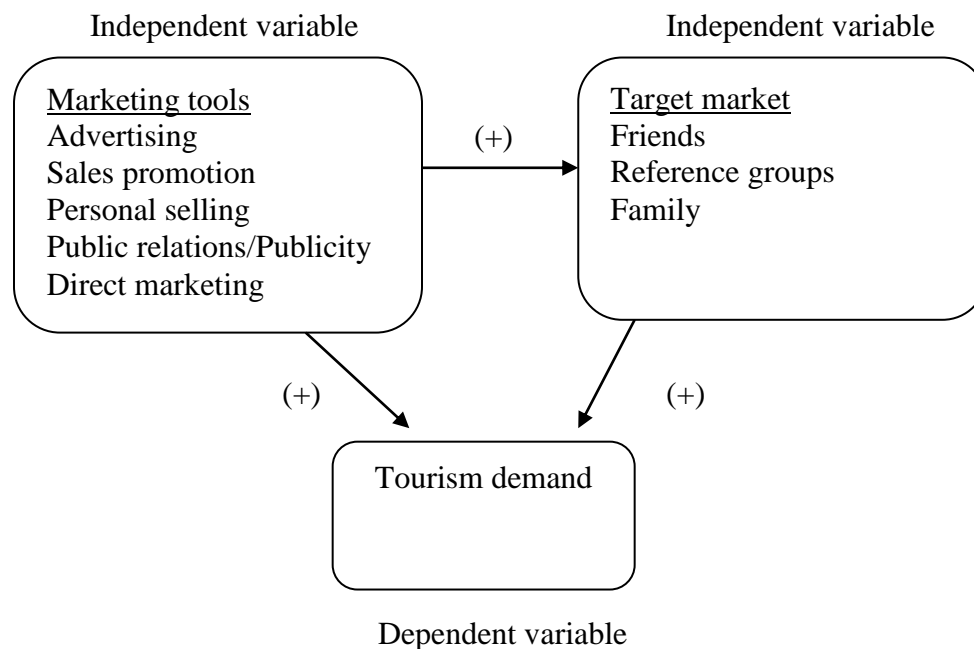 Independent variable
Marketing tools
Advertising
Sales promotion
Personal selling
Public relations/Publicity
Direct marketing
(+)
Independent variable
Target market
Friends
Reference groups
Family
(+)
(+)
Tourism demand
Dependent variable